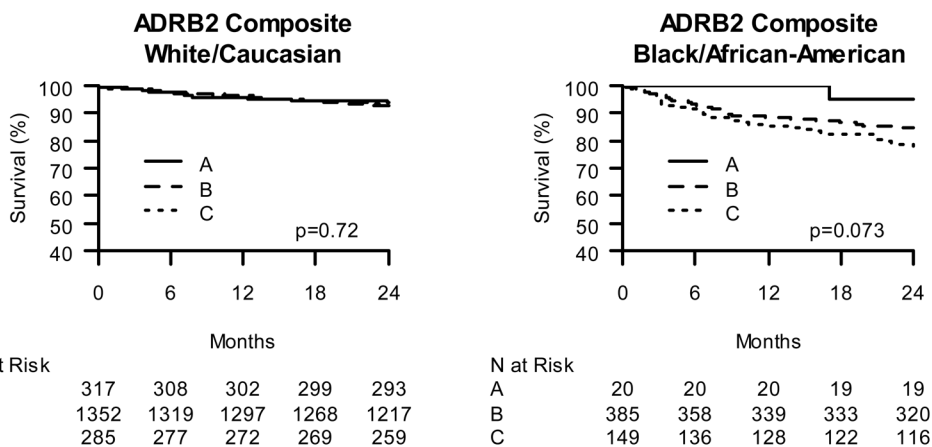 ADRB2 Composite
White/Caucasian
Survival (%)
100
90
80
70
60
50
40
A
B
C
p=0.72
0 6 12 18 24
Months
t Risk
317 308 302 299 293
1352 1319 1297 1268 1217
285 277 272 269 259
ADRB2 Composite
Black/African-American
Survival (%)
100
90
80
70
60
50
40
A
B
C
p=0.073
0 6 12 18 24
Months
N at Risk
A 20 20 20 19 19
B 385 358 339 333 320
C 149 136 128 122 116